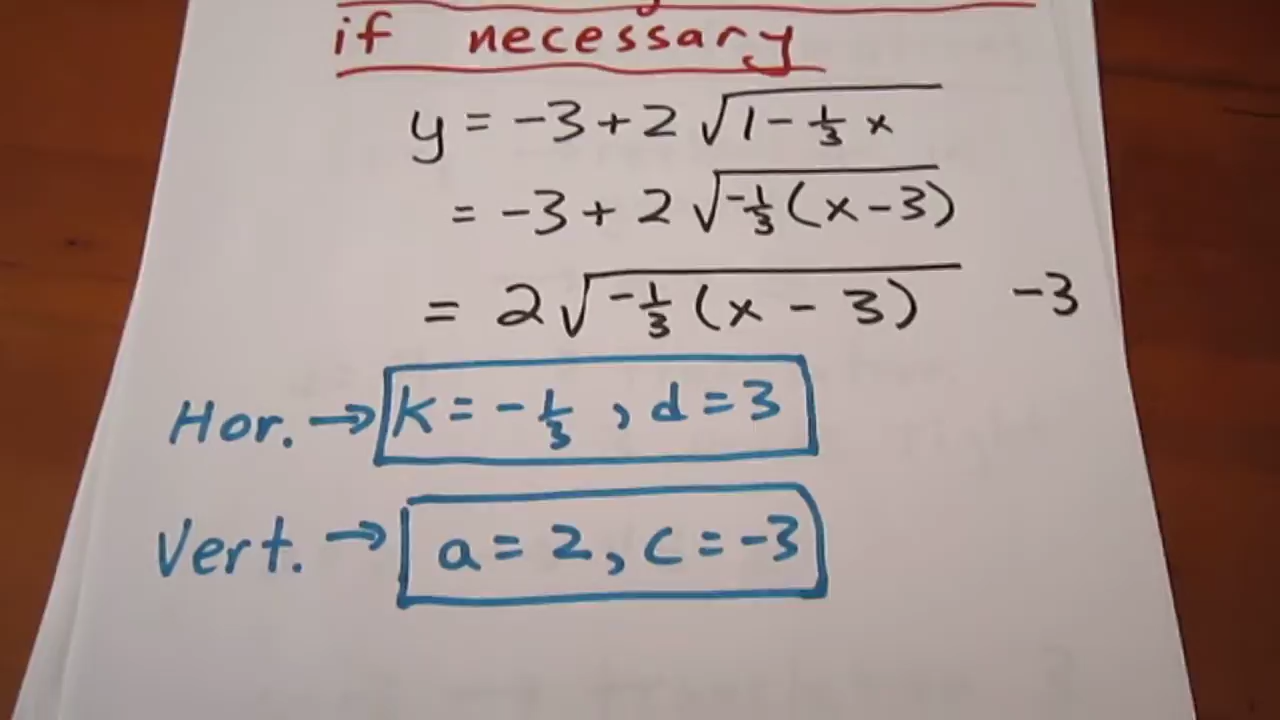 if necessary
y = -3 + 2 √(1 - 1/3 x)
= -3 + 2 √(-1/3 (x - 3))
= 2 √(-1/3 (x - 3)) -3
Hor. → k = -1/3 , d = 3
Vert. → a = 2 , c = -3